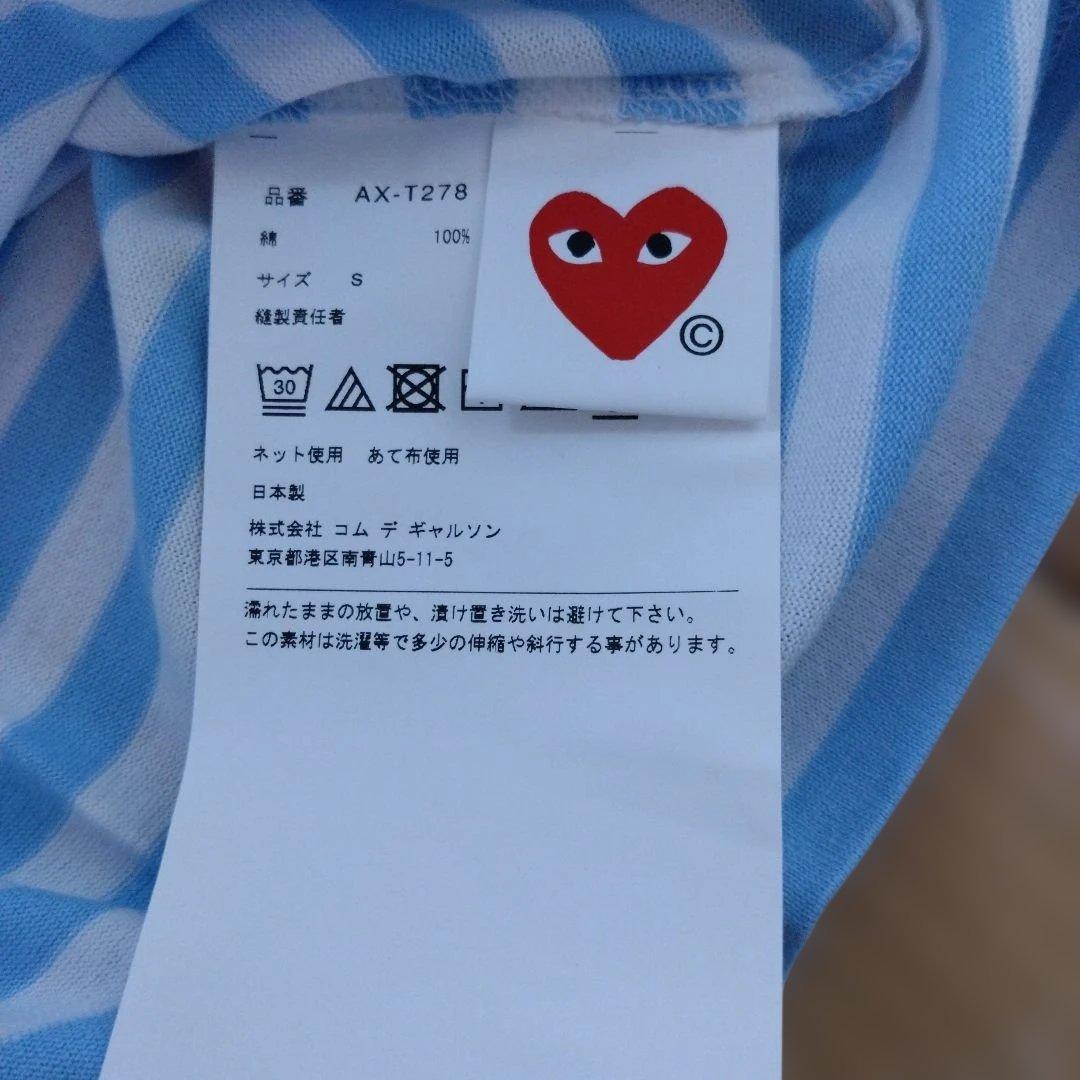 品番 AX-T278
綿 100%
サイズ S
縫製責任者
©
30
ネット使用 あて布使用
日本製
株式会社 コム デ ギャルソン
東京都港区南青山5-11-5
濡れたままの放置や、漬け置き洗いは避けて下さい。
この素材は洗濯等で多少の伸縮や斜行する事があります。